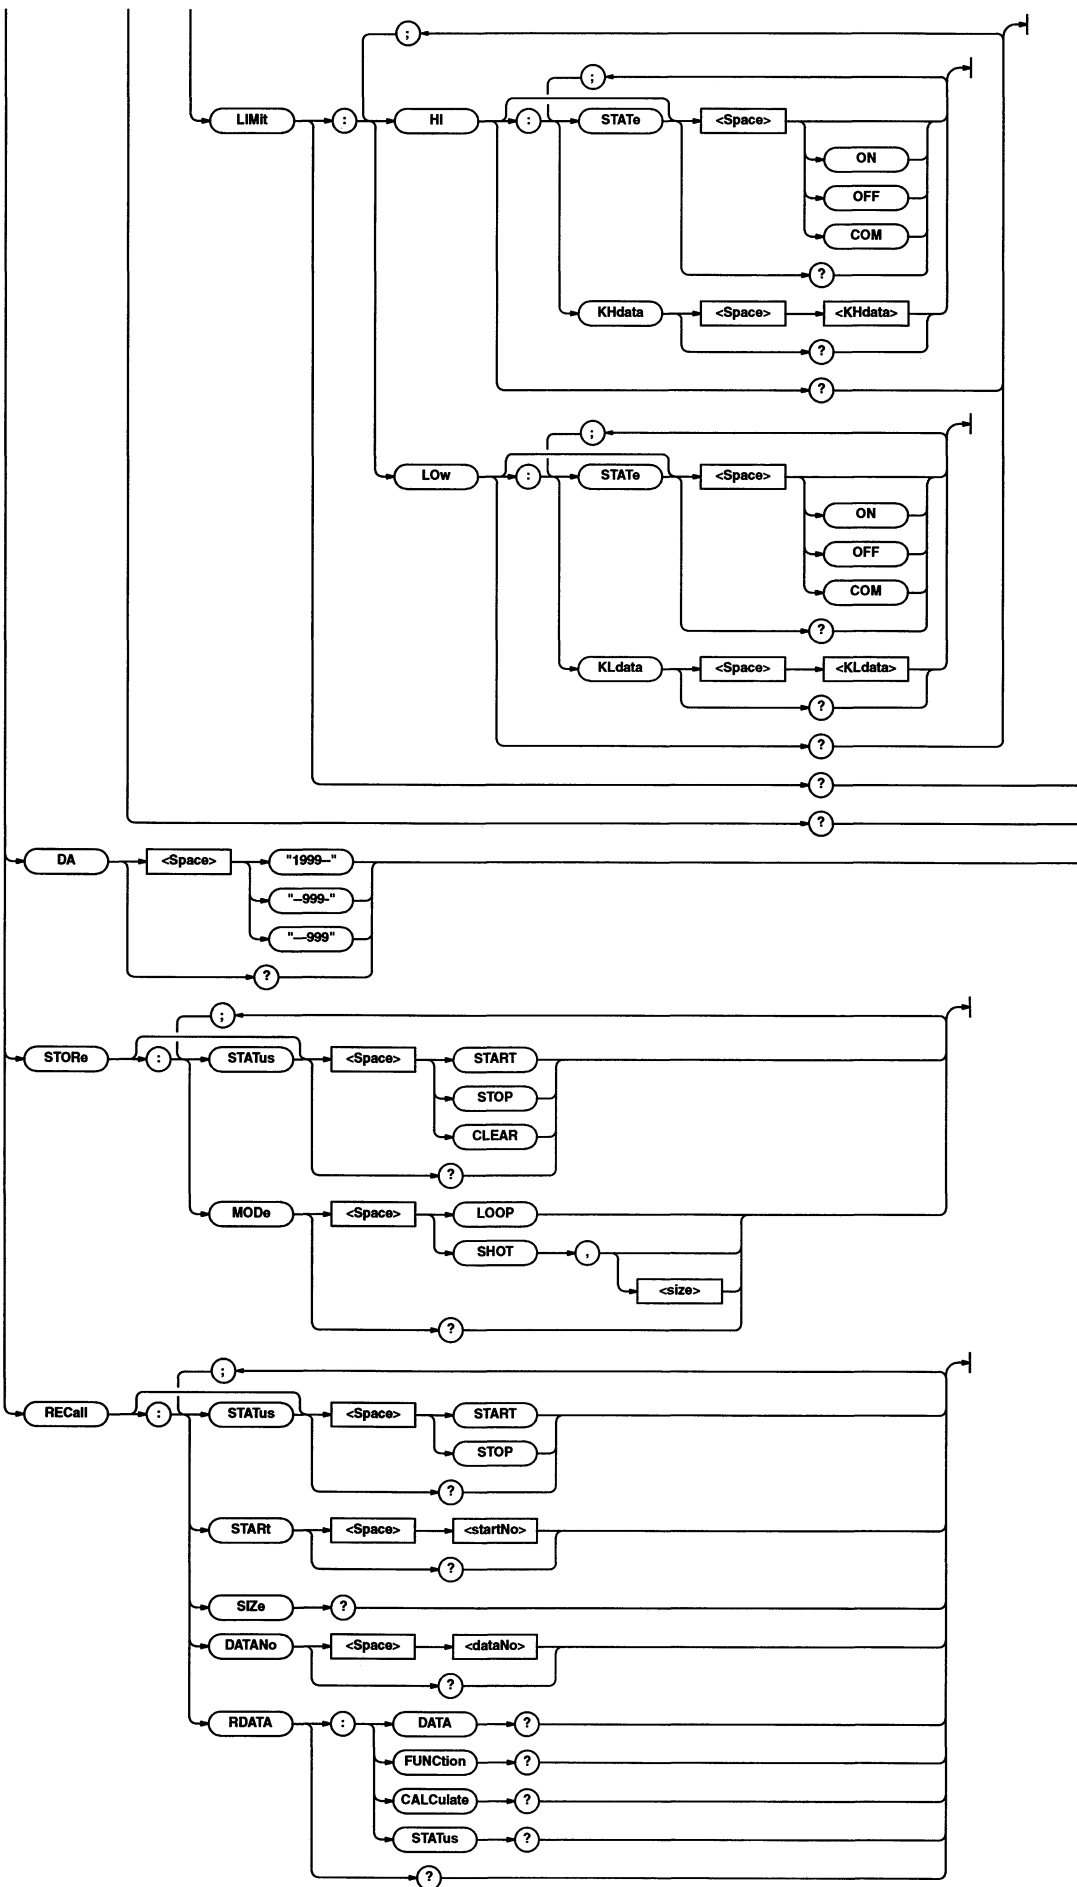 ;
;
LIMit : HI : STATe <Space>
ON
OFF
COM
?
KHdata <Space> <KHdata>
?
?
;
LOw : STATe <Space>
ON
OFF
COM
?
KLdata <Space> <KLdata>
?
?
?
?
DA <Space> "1999--"
"--999-"
"---999"
?
;
STORe : STATus <Space> START
STOP
CLEAR
?
MODe <Space> LOOP
SHOT ,
<size>
?
;
RECall : STATus <Space> START
STOP
?
STARt <Space> <startNo>
?
SIZe ?
DATANo <Space> <dataNo>
?
RDATA : DATA ?
FUNCtion ?
CALCulate ?
STATus ?
?